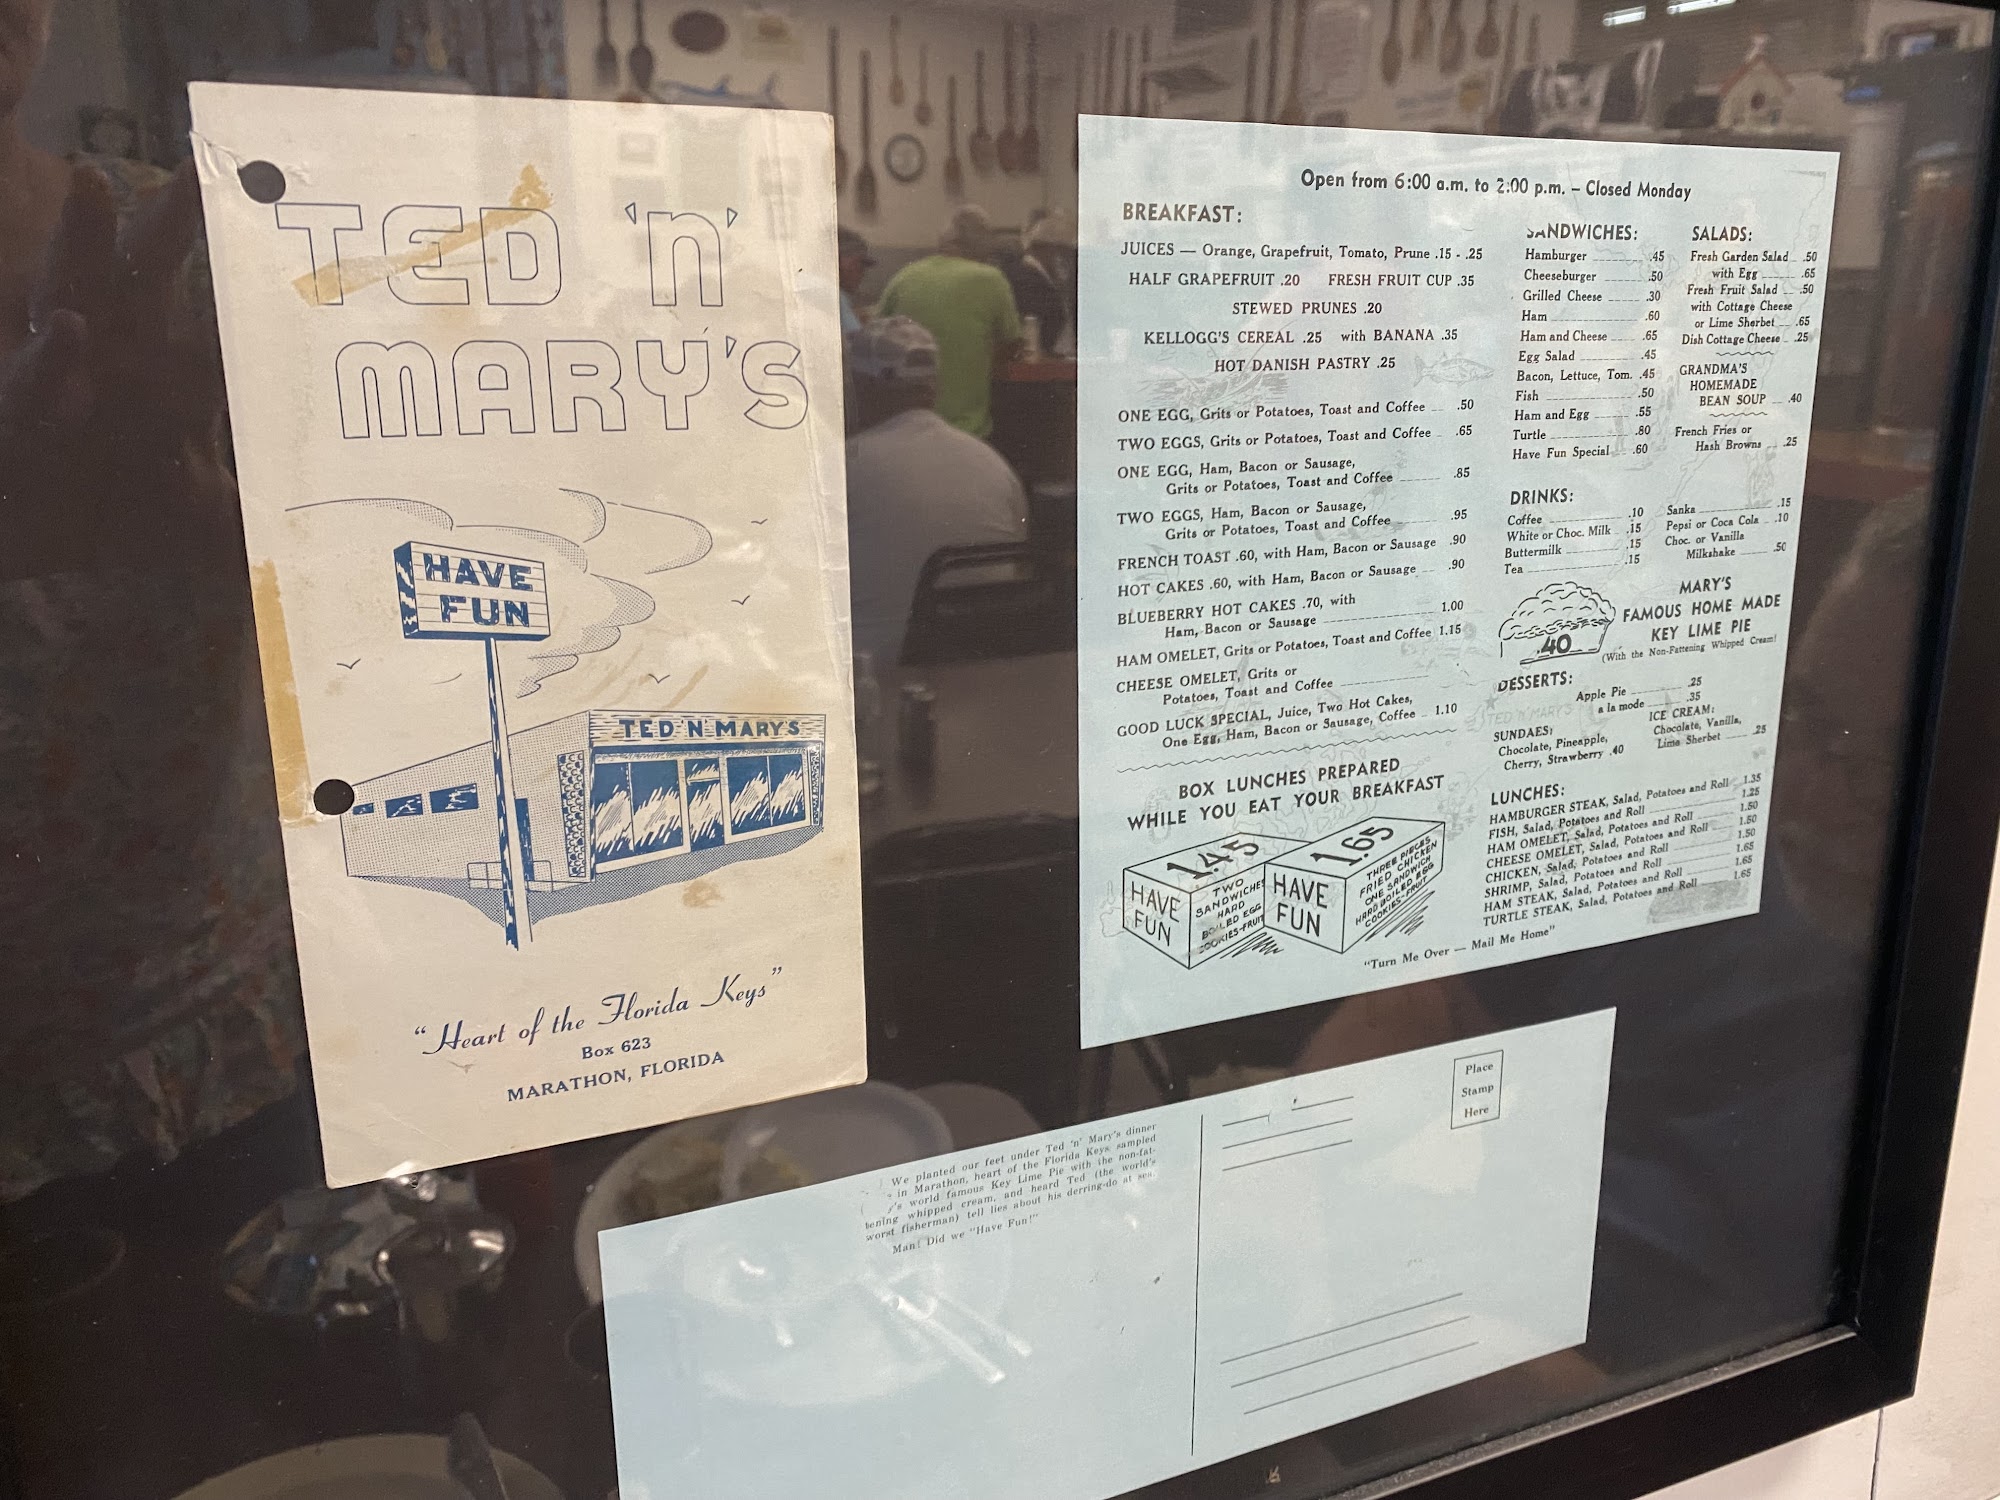 TED 'n'
MARY'S
HAVE
FUN
TED 'N' MARY'S
"Heart of the Florida Keys"
Box 623
MARATHON, FLORIDA
Open from 6:00 a.m. to 2:00 p.m. – Closed Monday
BREAKFAST:
JUICES — Orange, Grapefruit, Tomato, Prune .15 - .25
HALF GRAPEFRUIT .20 FRESH FRUIT CUP .35
STEWED PRUNES .20
KELLOGG'S CEREAL .25 with BANANA .35
HOT DANISH PASTRY .25
ONE EGG, Grits or Potatoes, Toast and Coffee .50
TWO EGGS, Grits or Potatoes, Toast and Coffee .65
ONE EGG, Ham, Bacon or Sausage,
Grits or Potatoes, Toast and Coffee .85
TWO EGGS, Ham, Bacon or Sausage,
Grits or Potatoes, Toast and Coffee .95
FRENCH TOAST .60, with Ham, Bacon or Sausage .90
HOT CAKES .60, with Ham, Bacon or Sausage .90
BLUEBERRY HOT CAKES .70, with
Ham, Bacon or Sausage 1.00
HAM OMELET, Grits or Potatoes, Toast and Coffee 1.15
CHEESE OMELET, Grits or
Potatoes, Toast and Coffee
GOOD LUCK SPECIAL, Juice, Two Hot Cakes,
One Egg, Ham, Bacon or Sausage, Coffee 1.10
BOX LUNCHES PREPARED
WHILE YOU EAT YOUR BREAKFAST
1.45
HAVE
FUN
TWO
SANDWICHES
HARD
BOILED EGG
COOKIES-FRUIT
1.65
HAVE
FUN
THREE PIECES
FRIED CHICKEN
ONE SANDWICH
HARD BOILED EGG
COOKIES-FRUIT
SANDWICHES:
Hamburger .45
Cheeseburger .50
Grilled Cheese .30
Ham .60
Ham and Cheese .65
Egg Salad .45
Bacon, Lettuce, Tom. .45
Fish .50
Ham and Egg .55
Turtle .80
Have Fun Special .60
SALADS:
Fresh Garden Salad .50
with Egg .65
Fresh Fruit Salad .50
with Cottage Cheese
or Lime Sherbet .65
Dish Cottage Cheese .25
GRANDMA'S
HOMEMADE
BEAN SOUP .40
French Fries or
Hash Browns .25
DRINKS:
Coffee .10
White or Choc. Milk .15
Buttermilk .15
Tea .15
Sanka .15
Pepsi or Coca Cola .10
Choc. or Vanilla
Milkshake .50
.40
MARY'S
FAMOUS HOME MADE
KEY LIME PIE
(With the Non-Fattening Whipped Cream)
DESSERTS:
Apple Pie .25
a la mode .35
SUNDAES:
Chocolate, Pineapple,
Cherry, Strawberry .40
ICE CREAM:
Chocolate, Vanilla,
Lime Sherbet .25
LUNCHES:
HAMBURGER STEAK, Salad, Potatoes and Roll 1.35
FISH, Salad, Potatoes and Roll 1.25
HAM OMELET, Salad, Potatoes and Roll 1.50
CHEESE OMELET, Salad, Potatoes and Roll 1.50
CHICKEN, Salad, Potatoes and Roll 1.50
SHRIMP, Salad, Potatoes and Roll 1.65
HAM STEAK, Salad, Potatoes and Roll 1.65
TURTLE STEAK, Salad, Potatoes and Roll 1.65
"Turn Me Over — Mail Me Home"
We planted our feet under Ted 'n' Mary's dinner
in Marathon, heart of the Florida Keys sampled
's world famous Key Lime Pie with the non-fat-
tening whipped cream, and heard Ted (the world's
worst fisherman) tell lies about his derring-do at sea.
Man! Did we "Have Fun!"
Place
Stamp
Here